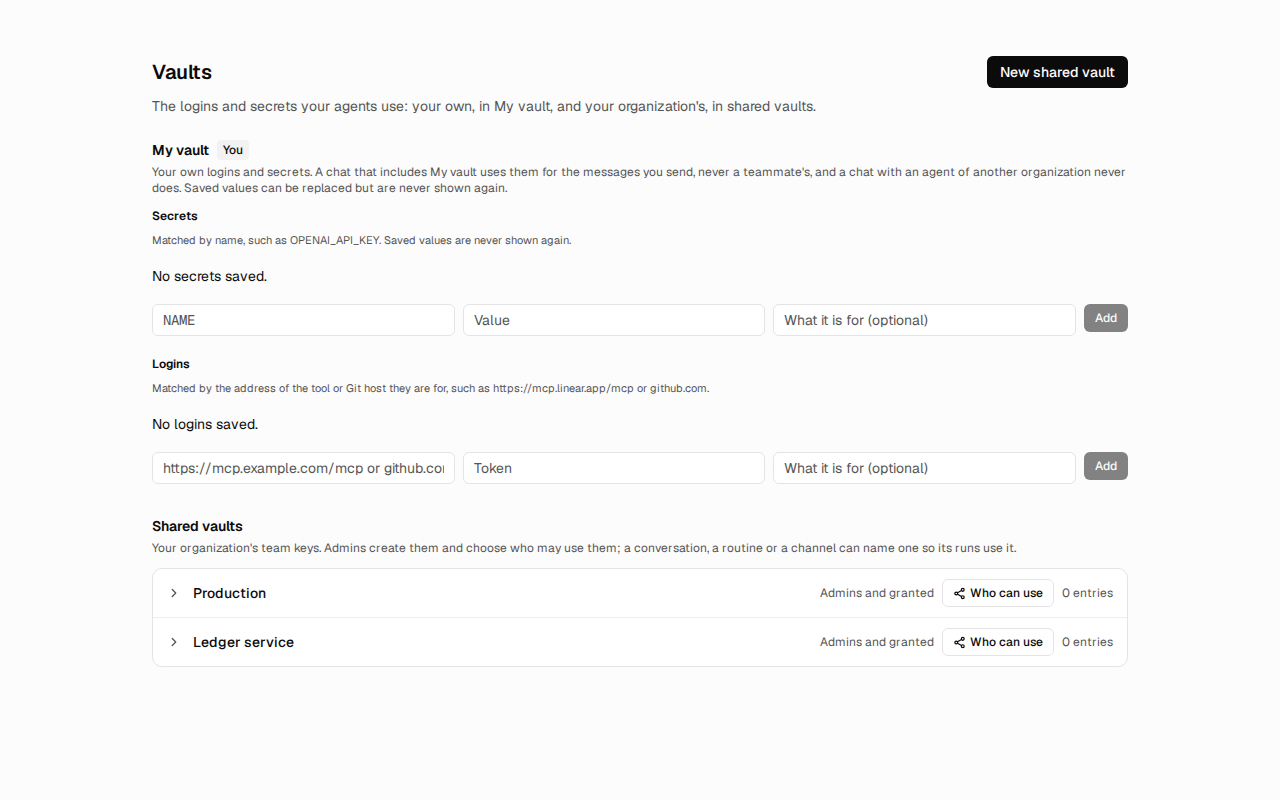 Vaults
New shared vault
The logins and secrets your agents use: your own, in My vault, and your organization's, in shared vaults.
My vault You
Your own logins and secrets. A chat that includes My vault uses them for the messages you send, never a teammate's, and a chat with an agent of another organization never
does. Saved values can be replaced but are never shown again.
Secrets
Matched by name, such as OPENAI_API_KEY. Saved values are never shown again.
No secrets saved.
NAME Value What it is for (optional) Add
Logins
Matched by the address of the tool or Git host they are for, such as https://mcp.linear.app/mcp or github.com.
No logins saved.
https://mcp.example.com/mcp or github.co Token What it is for (optional) Add
Shared vaults
Your organization's team keys. Admins create them and choose who may use them; a conversation, a routine or a channel can name one so its runs use it.
Production Admins and granted Who can use 0 entries
Ledger service Admins and granted Who can use 0 entries